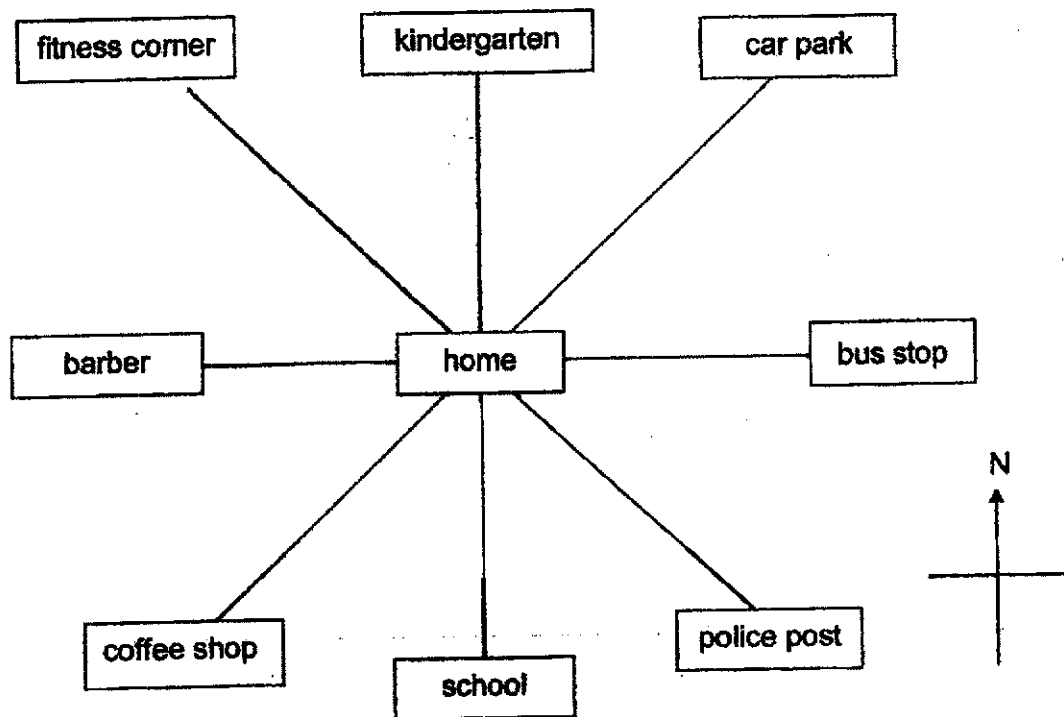 fitness corner
kindergarten
car park
barber
home
bus stop
N
coffee shop
school
police post